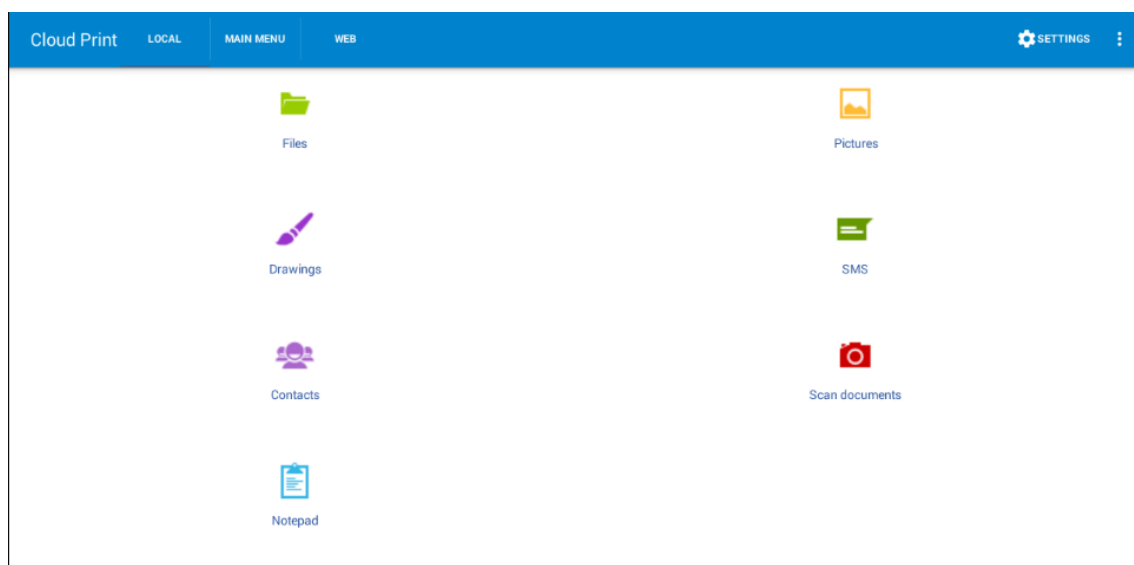 Cloud Print LOCAL MAIN MENU WEB SETTINGS
Files Pictures
Drawings SMS
Contacts Scan documents
Notepad